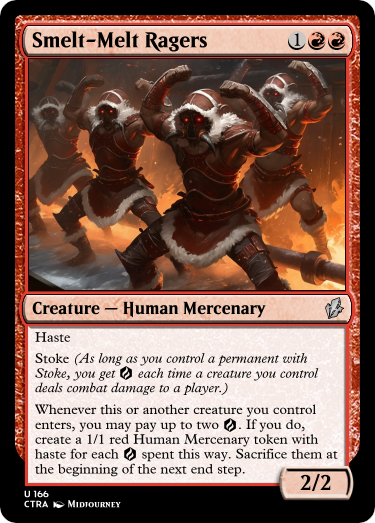 Smelt-Melt Ragers 1
Creature — Human Mercenary
Haste
Stoke (As long as you control a permanent with
Stoke, you get each time a creature you control
deals combat damage to a player.)
Whenever this or another creature you control
enters, you may pay up to two . If you do,
create a 1/1 red Human Mercenary token with
haste for each spent this way. Sacrifice them at
the beginning of the next end step.
2/2
U 166
CTRA Midjourney